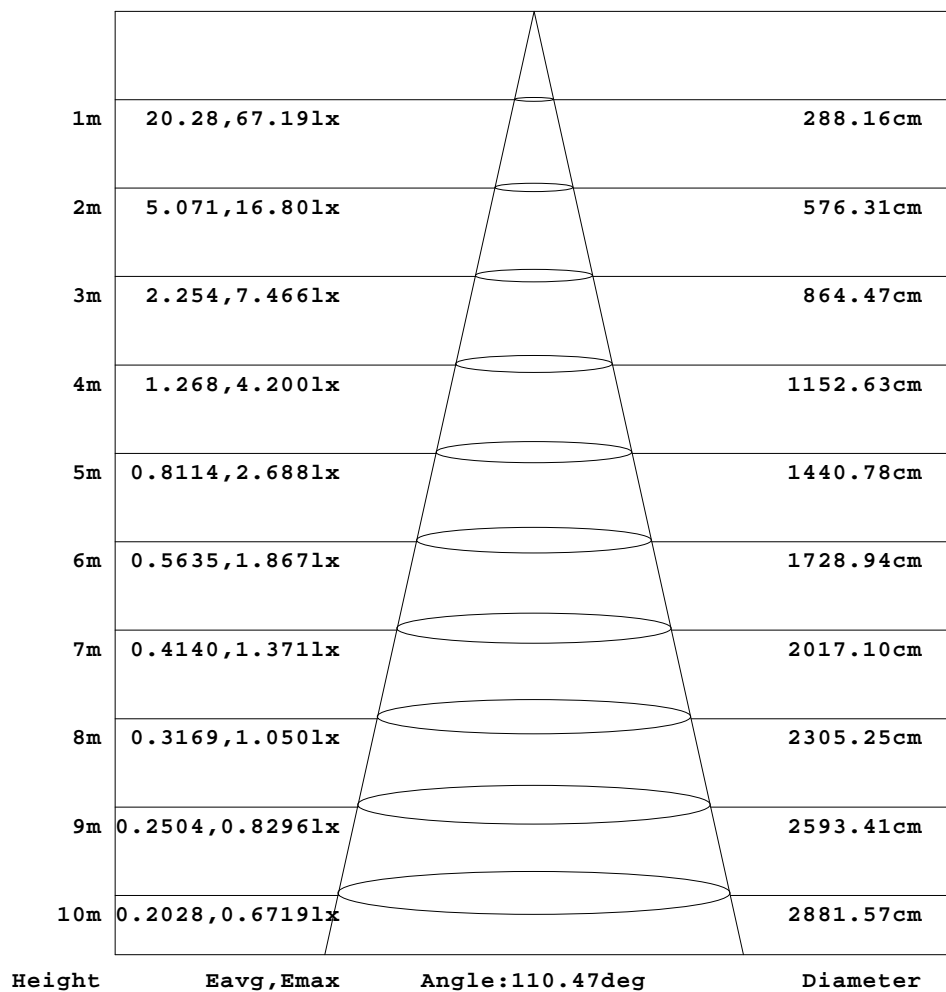 1m 20.28,67.19lx 288.16cm
2m 5.071,16.80lx 576.31cm
3m 2.254,7.466lx 864.47cm
4m 1.268,4.200lx 1152.63cm
5m 0.8114,2.688lx 1440.78cm
6m 0.5635,1.867lx 1728.94cm
7m 0.4140,1.371lx 2017.10cm
8m 0.3169,1.050lx 2305.25cm
9m 0.2504,0.8296lx 2593.41cm
10m 0.2028,0.6719lx 2881.57cm
Height Eavg,Emax Angle:110.47deg Diameter